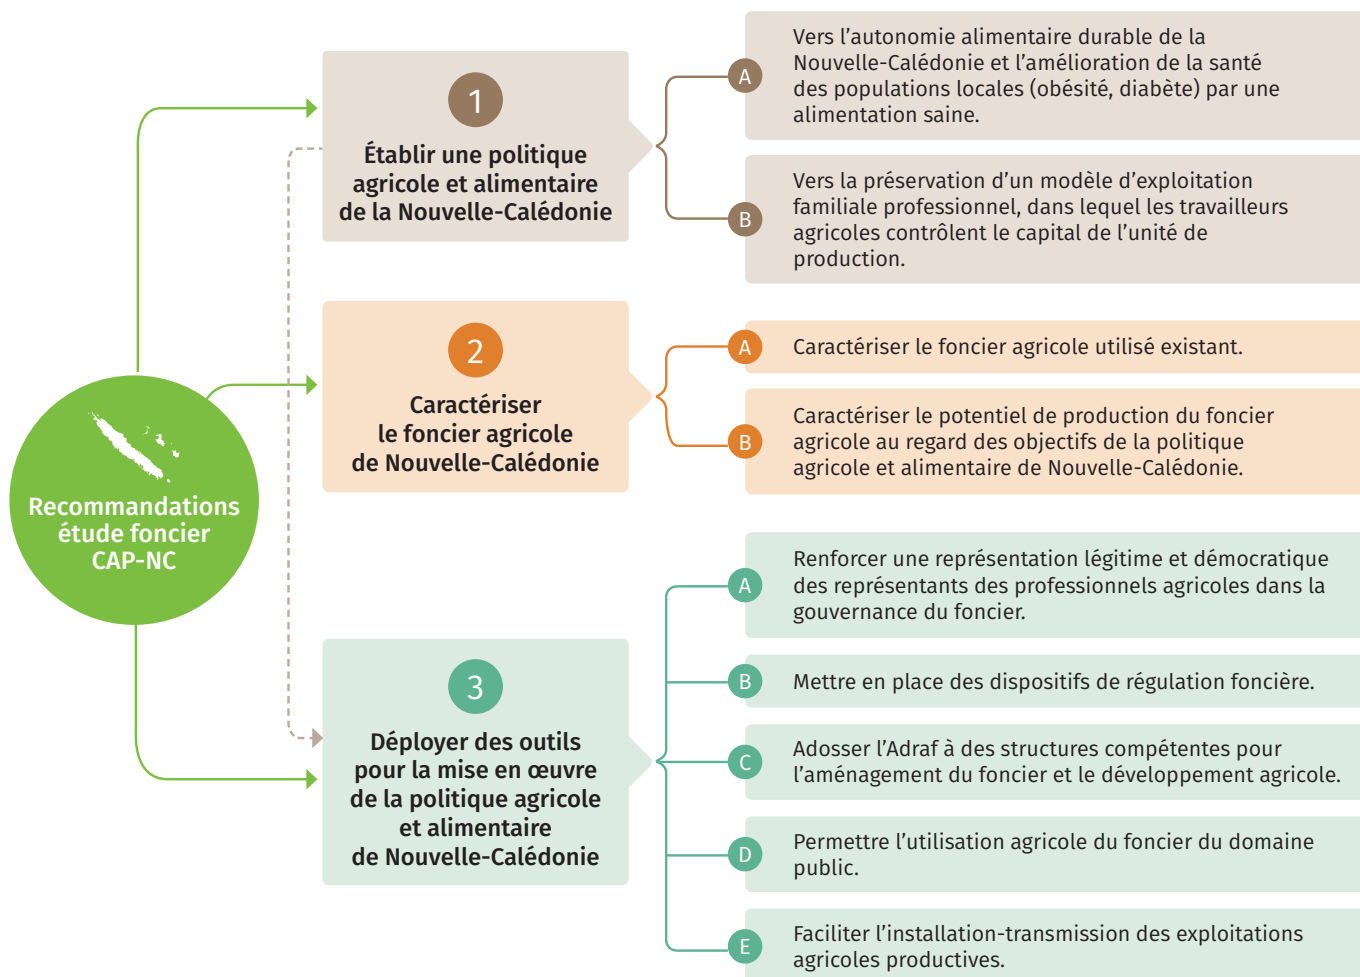 Recommandations
étude foncier
CAP-NC
1
Établir une politique
agricole et alimentaire
de la Nouvelle-Calédonie
A
Vers l’autonomie alimentaire durable de la
Nouvelle-Calédonie et l’amélioration de la santé
des populations locales (obésité, diabète) par une
alimentation saine.
B
Vers la préservation d’un modèle d’exploitation
familiale professionnel, dans lequel les travailleurs
agricoles contrôlent le capital de l’unité de
production.
2
Caractériser
le foncier agricole
de Nouvelle-Calédonie
A
Caractériser le foncier agricole utilisé existant.
B
Caractériser le potentiel de production du foncier
agricole au regard des objectifs de la politique
agricole et alimentaire de Nouvelle-Calédonie.
3
Déployer des outils
pour la mise en œuvre
de la politique agricole
et alimentaire
de Nouvelle-Calédonie
A
Renforcer une représentation légitime et démocratique
des représentants des professionnels agricoles dans la
gouvernance du foncier.
B
Mettre en place des dispositifs de régulation foncière.
C
Adosser l’Adraf à des structures compétentes pour
l’aménagement du foncier et le développement agricole.
D
Permettre l’utilisation agricole du foncier du domaine
public.
E
Faciliter l’installation-transmission des exploitations
agricoles productives.